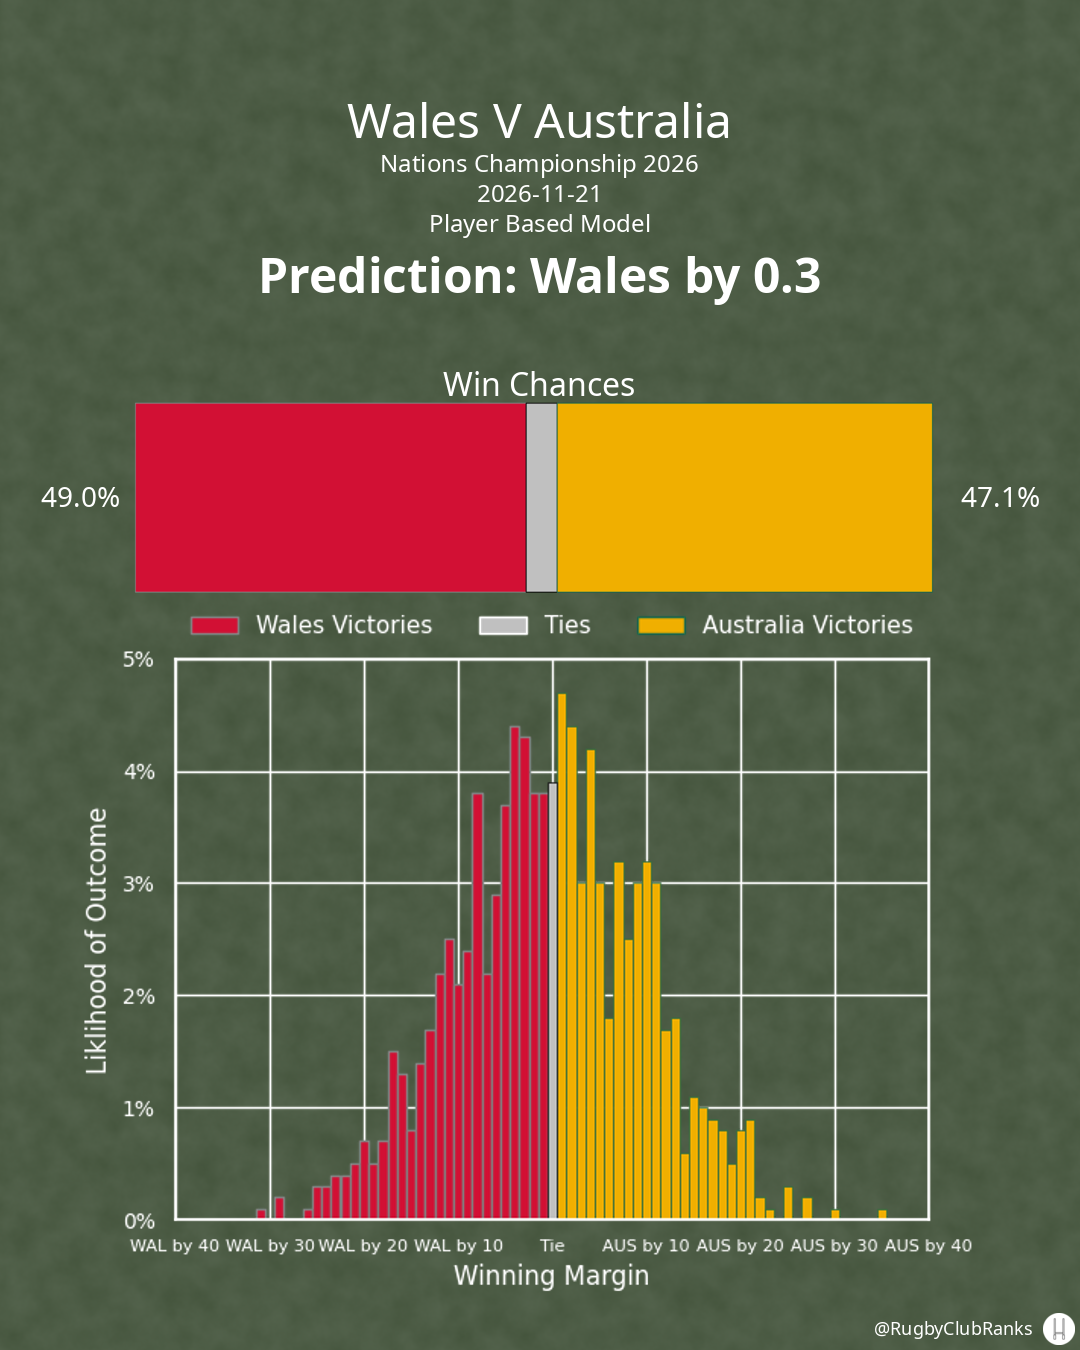 Wales V Australia
Nations Championship 2026
2026-11-21
Player Based Model
Prediction: Wales by 0.3
Win Chances
49.0%
47.1%
Wales Victories
Ties
Australia Victories
5%
4%
3%
2%
1%
0%
Liklihood of Outcome
WAL by 40 WAL by 30 WAL by 20 WAL by 10 Tie AUS by 10 AUS by 20 AUS by 30 AUS by 40
Winning Margin
@RugbyClubRanks